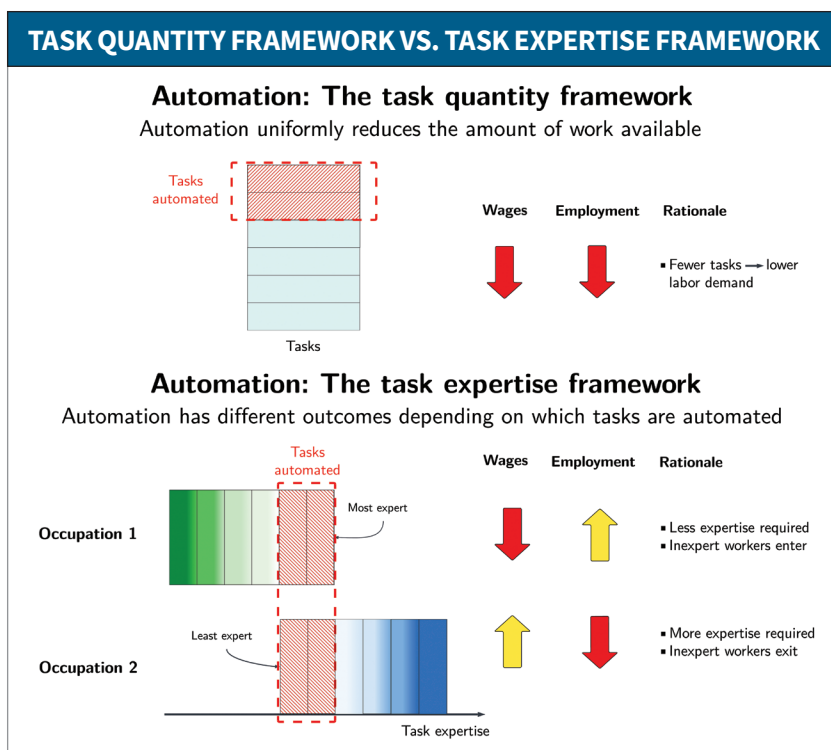 TASK QUANTITY FRAMEWORK VS. TASK EXPERTISE FRAMEWORK
Automation: The task quantity framework
Automation uniformly reduces the amount of work available
Tasks
automated
Wages Employment Rationale
▪ Fewer tasks → lower
labor demand
Tasks
Automation: The task expertise framework
Automation has different outcomes depending on which tasks are automated
Tasks
automated
Wages Employment Rationale
Occupation 1
Most expert
▪ Less expertise required
▪ Inexpert workers enter
Occupation 2
Least expert
▪ More expertise required
▪ Inexpert workers exit
Task expertise